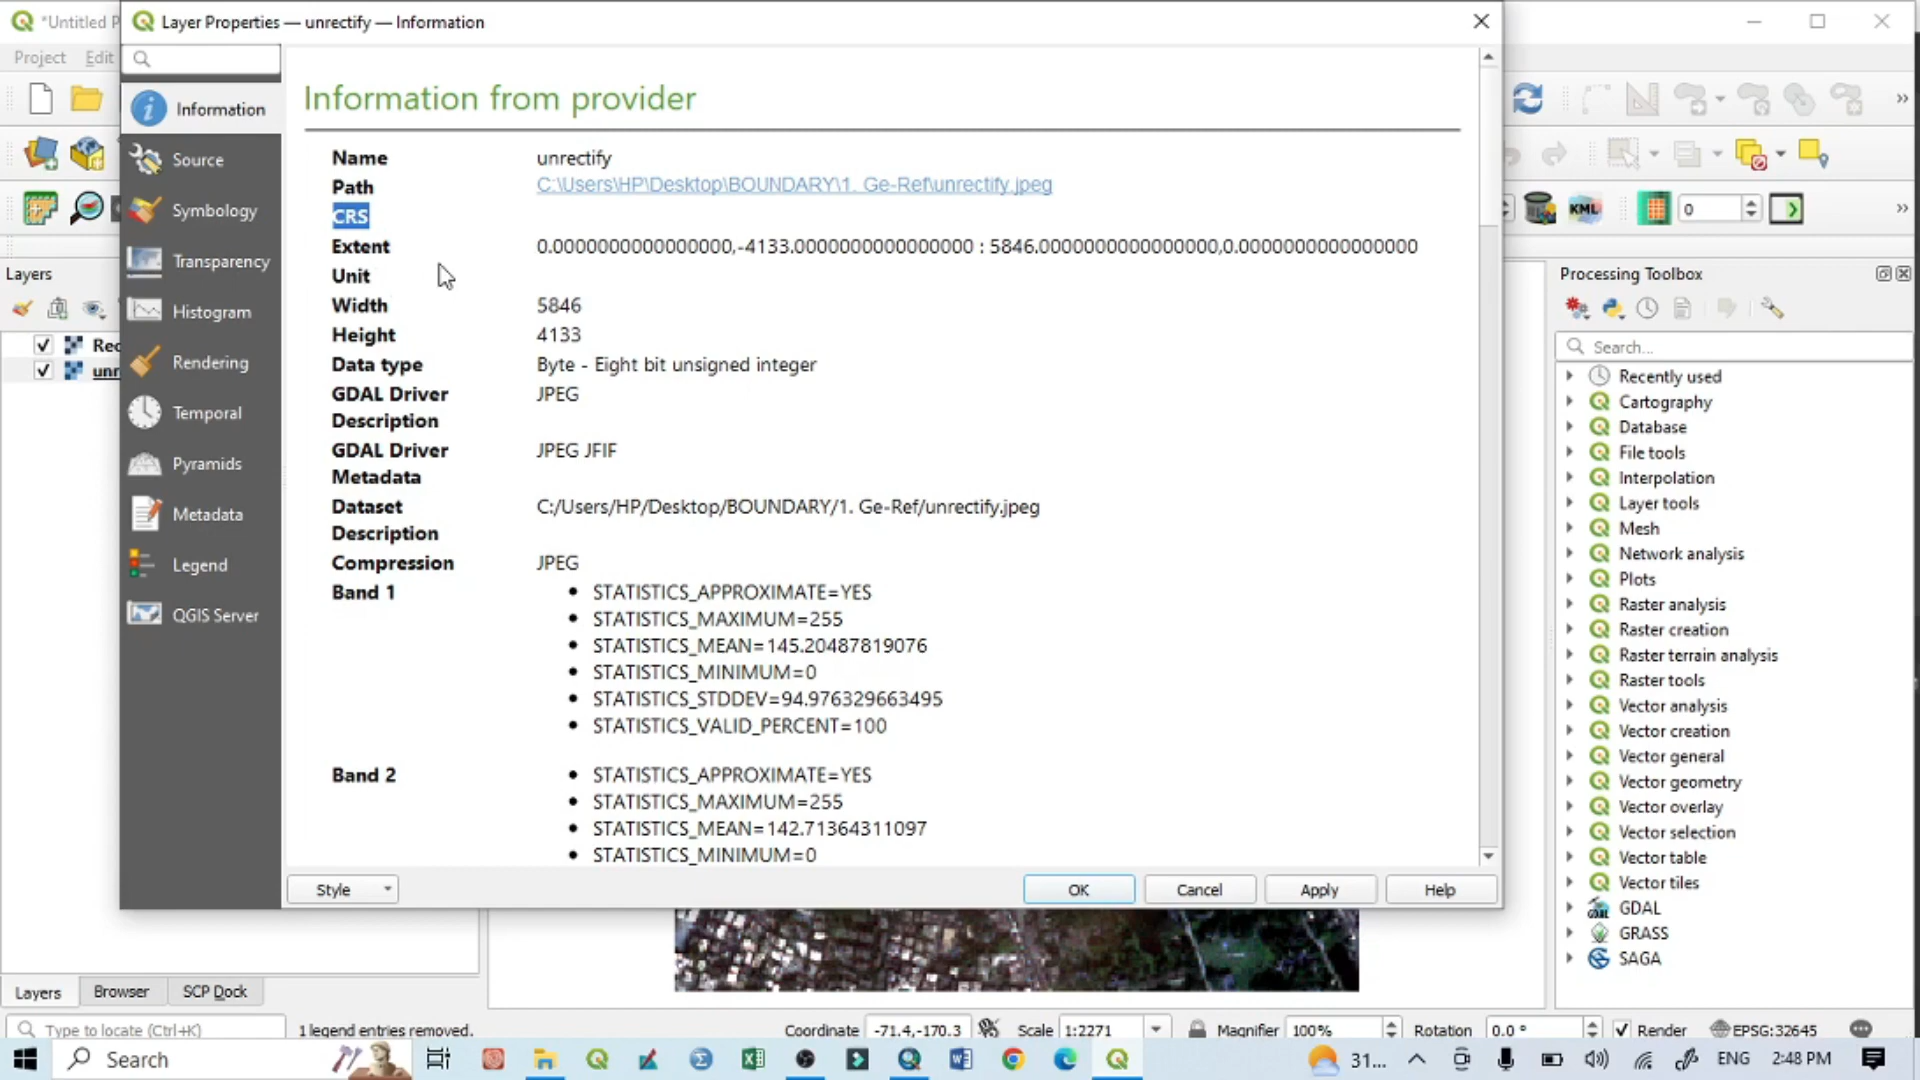 *Untitled P
Layer Properties — unrectify — Information
Project Edit
Information
Source
Symbology
Transparency
Histogram
Rendering
Temporal
Pyramids
Metadata
Legend
QGIS Server
Information from provider
Name unrectify
Path C:\Users\HP\Desktop\BOUNDARY\1. Ge-Ref\unrectify.jpeg
CRS
Extent 0.0000000000000000,-4133.0000000000000000 : 5846.0000000000000000,0.0000000000000000
Unit
Width 5846
Height 4133
Data type Byte - Eight bit unsigned integer
GDAL Driver JPEG
Description
GDAL Driver JPEG JFIF
Metadata
Dataset C:/Users/HP/Desktop/BOUNDARY/1. Ge-Ref/unrectify.jpeg
Description
Compression JPEG
Band 1
• STATISTICS_APPROXIMATE=YES
• STATISTICS_MAXIMUM=255
• STATISTICS_MEAN=145.20487819076
• STATISTICS_MINIMUM=0
• STATISTICS_STDDEV=94.976329663495
• STATISTICS_VALID_PERCENT=100
Band 2
• STATISTICS_APPROXIMATE=YES
• STATISTICS_MAXIMUM=255
• STATISTICS_MEAN=142.71364311097
• STATISTICS_MINIMUM=0
Style
OK Cancel Apply Help
KML 0
Layers
Rec
unr
Processing Toolbox
Search...
Recently used
Cartography
Database
File tools
Interpolation
Layer tools
Mesh
Network analysis
Plots
Raster analysis
Raster creation
Raster terrain analysis
Raster tools
Vector analysis
Vector creation
Vector general
Vector geometry
Vector overlay
Vector selection
Vector table
Vector tiles
GDAL
GRASS
SAGA
Layers Browser SCP Dock
Type to locate (Ctrl+K) 1 legend entries removed. Coordinate -71.4,-170.3 Scale 1:2271 Magnifier 100% Rotation 0.0 ° Render EPSG:32645
Search 31... ENG 2:48 PM